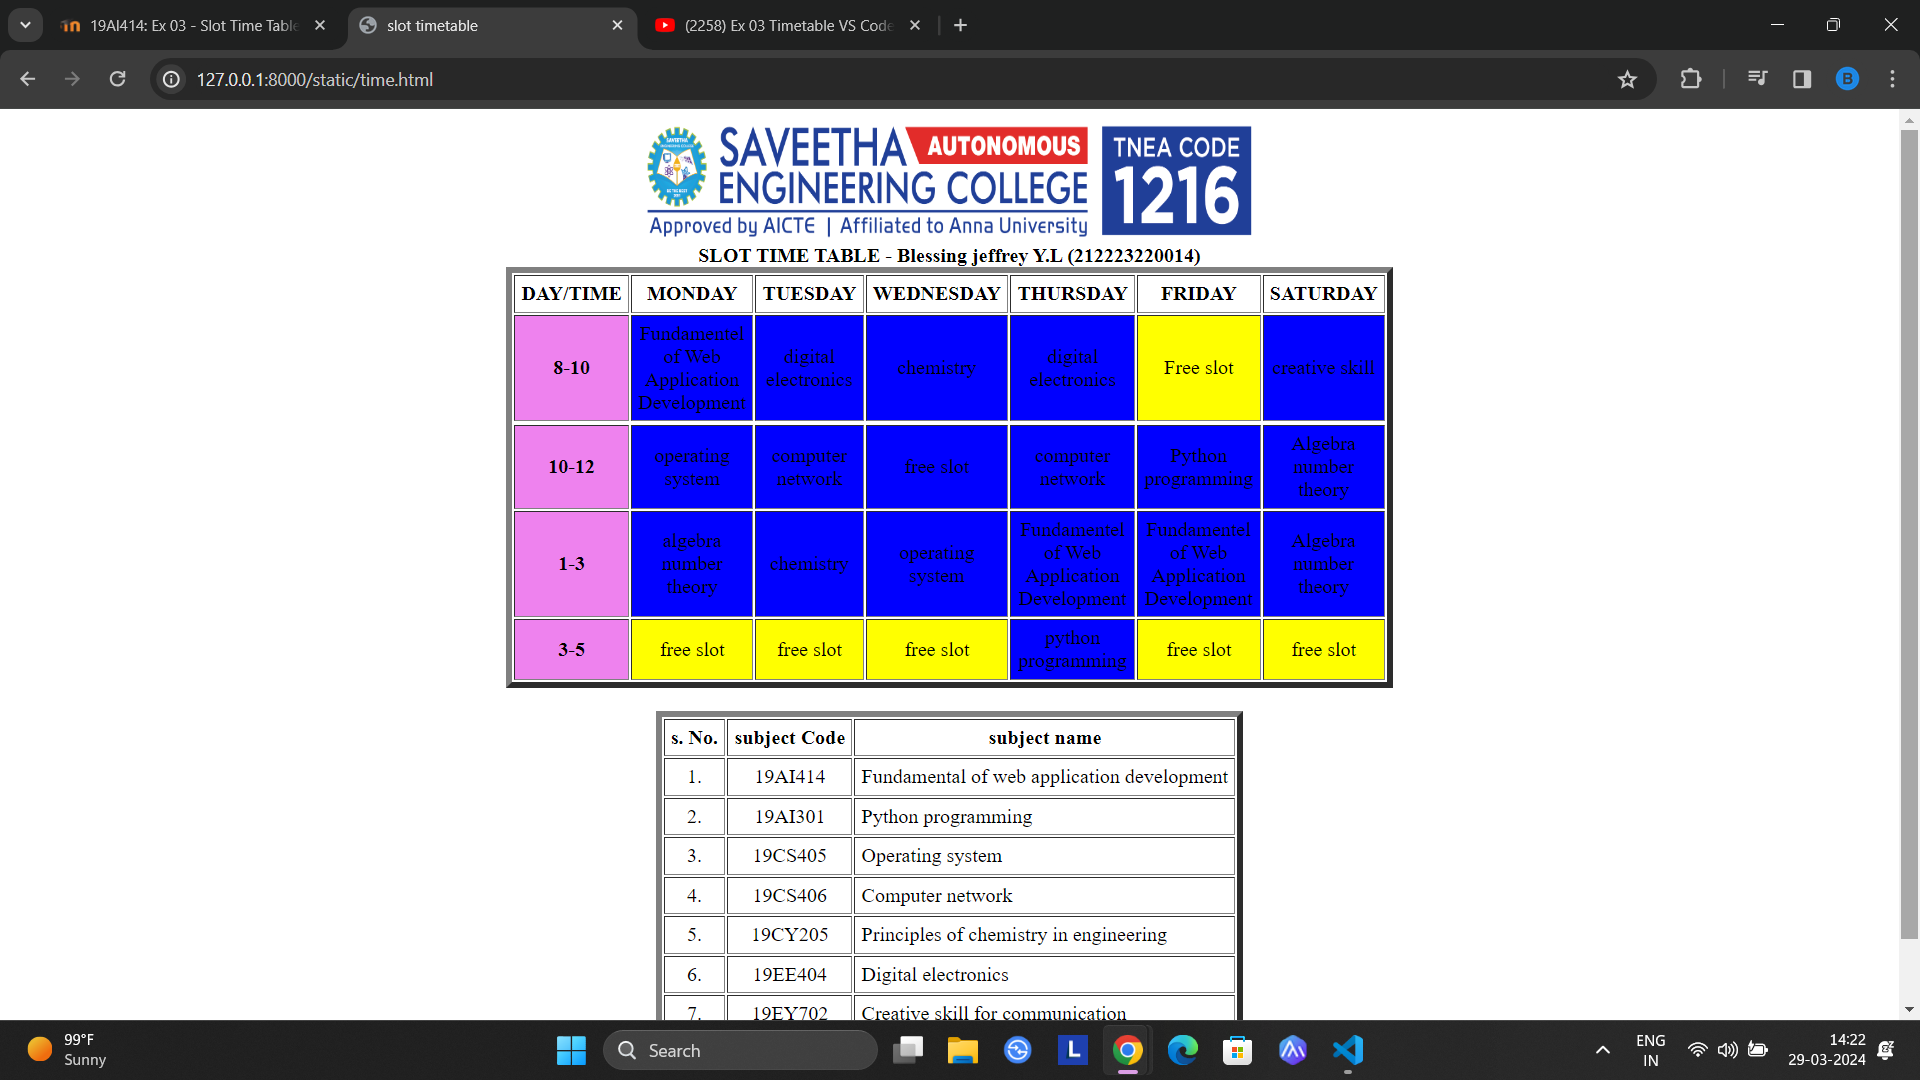 19AI414: Ex 03 - Slot Time Table
slot timetable
(2258) Ex 03 Timetable VS Code
127.0.0.1:8000/static/time.html
B
SAVEETHA AUTONOMOUS
ENGINEERING COLLEGE
Approved by AICTE | Affiliated to Anna University
TNEA CODE
1216
SLOT TIME TABLE - Blessing jeffrey Y.L (212223220014)
DAY/TIME MONDAY TUESDAY WEDNESDAY THURSDAY FRIDAY SATURDAY
8-10
Fundamentel
of Web
Application
Development
digital
electronics
chemistry
digital
electronics
Free slot
creative skill
10-12
operating
system
computer
network
free slot
computer
network
Python
programming
Algebra
number
theory
1-3
algebra
number
theory
chemistry
operating
system
Fundamentel
of Web
Application
Development
Fundamentel
of Web
Application
Development
Algebra
number
theory
3-5
free slot
free slot
free slot
python
programming
free slot
free slot
s. No. subject Code subject name
1. 19AI414 Fundamental of web application development
2. 19AI301 Python programming
3. 19CS405 Operating system
4. 19CS406 Computer network
5. 19CY205 Principles of chemistry in engineering
6. 19EE404 Digital electronics
7. 19EY702 Creative skill for communication
99°F
Sunny
Search
L
ENG
IN
14:22
29-03-2024